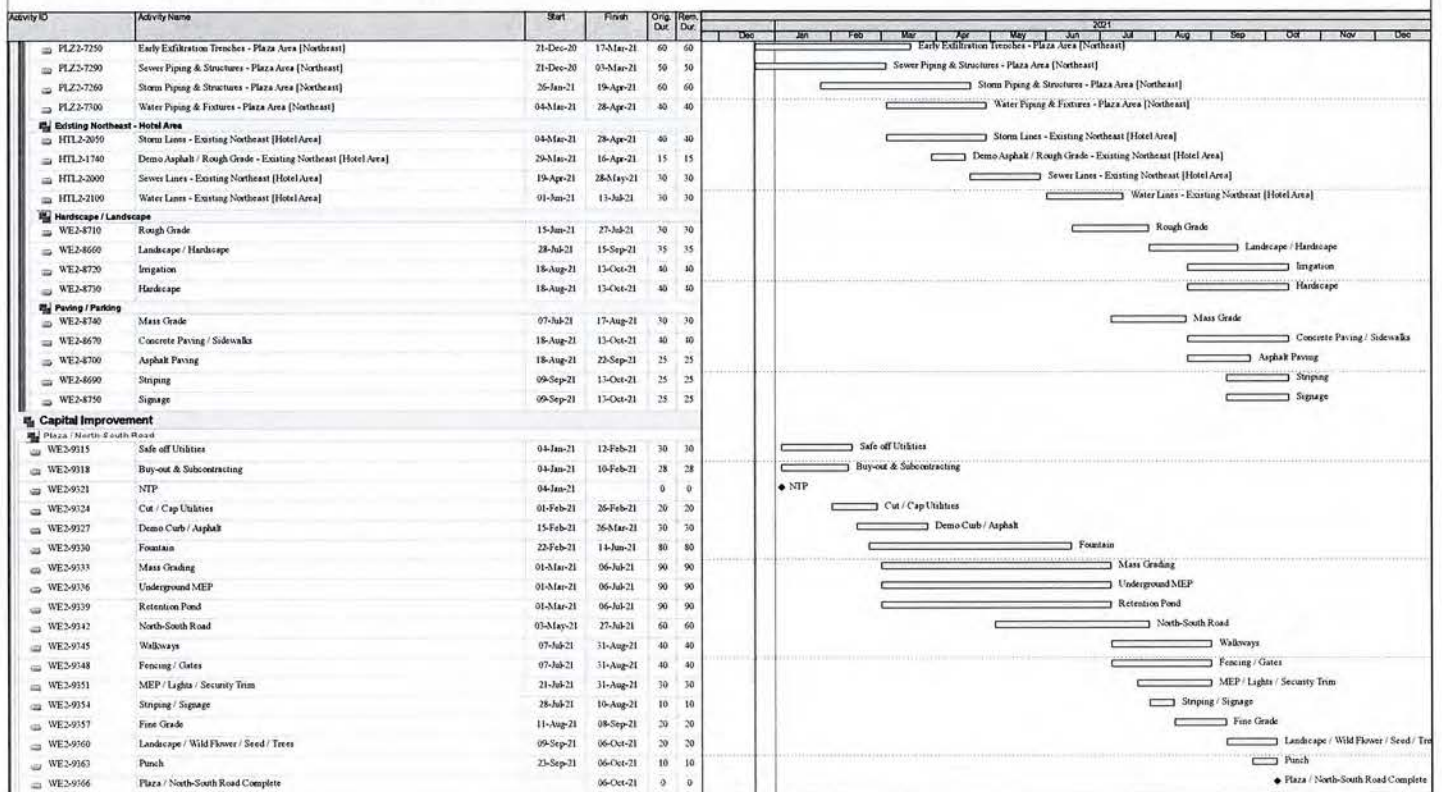 Activity ID Activity Name Start Finish Orig. Dur. Rem. Dur. 2021
Dec Jan Feb Mar Apr May Jun Jul Aug Sep Oct Nov Dec
PLZ2-7250 Early Exfiltration Trenches - Plaza Area [Northeast] 21-Dec-20 17-Mar-21 60 60 Early Exfiltration Trenches - Plaza Area [Northeast]
PLZ2-7290 Sewer Piping & Structures - Plaza Area [Northeast] 21-Dec-20 03-Mar-21 50 50 Sewer Piping & Structures - Plaza Area [Northeast]
PLZ2-7260 Storm Piping & Structures - Plaza Area [Northeast] 26-Jan-21 19-Apr-21 60 60 Storm Piping & Structures - Plaza Area [Northeast]
PLZ2-7300 Water Piping & Fixtures - Plaza Area [Northeast] 04-Mar-21 28-Apr-21 40 40 Water Piping & Fixtures - Plaza Area [Northeast]
Existing Northeast - Hotel Area
HTL2-2050 Storm Lines - Existing Northeast [Hotel Area] 04-Mar-21 28-Apr-21 40 40 Storm Lines - Existing Northeast [Hotel Area]
HTL2-1740 Demo Asphalt / Rough Grade - Existing Northeast [Hotel Area] 29-Mar-21 16-Apr-21 15 15 Demo Asphalt / Rough Grade - Existing Northeast [Hotel Area]
HTL2-2000 Sewer Lines - Existing Northeast [Hotel Area] 19-Apr-21 28-May-21 30 30 Sewer Lines - Existing Northeast [Hotel Area]
HTL2-2100 Water Lines - Existing Northeast [Hotel Area] 01-Jun-21 13-Jul-21 30 30 Water Lines - Existing Northeast [Hotel Area]
Hardscape / Landscape
WE2-8710 Rough Grade 15-Jun-21 27-Jul-21 30 30 Rough Grade
WE2-8660 Landscape / Hardscape 28-Jul-21 15-Sep-21 35 35 Landscape / Hardscape
WE2-8720 Irrigation 18-Aug-21 13-Oct-21 40 40 Irrigation
WE2-8730 Hardscape 18-Aug-21 13-Oct-21 40 40 Hardscape
Paving / Parking
WE2-8740 Mass Grade 07-Jul-21 17-Aug-21 30 30 Mass Grade
WE2-8670 Concrete Paving / Sidewalks 18-Aug-21 13-Oct-21 40 40 Concrete Paving / Sidewalks
WE2-8700 Asphalt Paving 18-Aug-21 22-Sep-21 25 25 Asphalt Paving
WE2-8690 Striping 09-Sep-21 13-Oct-21 25 25 Striping
WE2-8750 Signage 09-Sep-21 13-Oct-21 25 25 Signage
Capital Improvement
Plaza / North-South Road
WE2-9315 Safe off Utilities 04-Jan-21 12-Feb-21 30 30 Safe off Utilities
WE2-9318 Buy-out & Subcontracting 04-Jan-21 10-Feb-21 28 28 Buy-out & Subcontracting
WE2-9321 NTP 04-Jan-21 0 0 NTP
WE2-9324 Cut / Cap Utilities 01-Feb-21 26-Feb-21 20 20 Cut / Cap Utilities
WE2-9327 Demo Curb / Asphalt 15-Feb-21 26-Mar-21 30 30 Demo Curb / Asphalt
WE2-9330 Fountain 22-Feb-21 14-Jun-21 80 80 Fountain
WE2-9333 Mass Grading 01-Mar-21 06-Jul-21 90 90 Mass Grading
WE2-9336 Underground MEP 01-Mar-21 06-Jul-21 90 90 Underground MEP
WE2-9339 Retention Pond 01-Mar-21 06-Jul-21 90 90 Retention Pond
WE2-9342 North-South Road 03-May-21 27-Jul-21 60 60 North-South Road
WE2-9345 Walkways 07-Jul-21 31-Aug-21 40 40 Walkways
WE2-9348 Fencing / Gates 07-Jul-21 31-Aug-21 40 40 Fencing / Gates
WE2-9351 MEP / Lights / Security Trim 21-Jul-21 31-Aug-21 30 30 MEP / Lights / Security Trim
WE2-9354 Striping / Signage 28-Jul-21 10-Aug-21 10 10 Striping / Signage
WE2-9357 Fine Grade 11-Aug-21 08-Sep-21 20 20 Fine Grade
WE2-9360 Landscape / Wild Flower / Seed / Trees 09-Sep-21 06-Oct-21 20 20 Landscape / Wild Flower / Seed / Tre
WE2-9363 Punch 23-Sep-21 06-Oct-21 10 10 Punch
WE2-9366 Plaza / North-South Road Complete 06-Oct-21 0 0 Plaza / North-South Road Complete